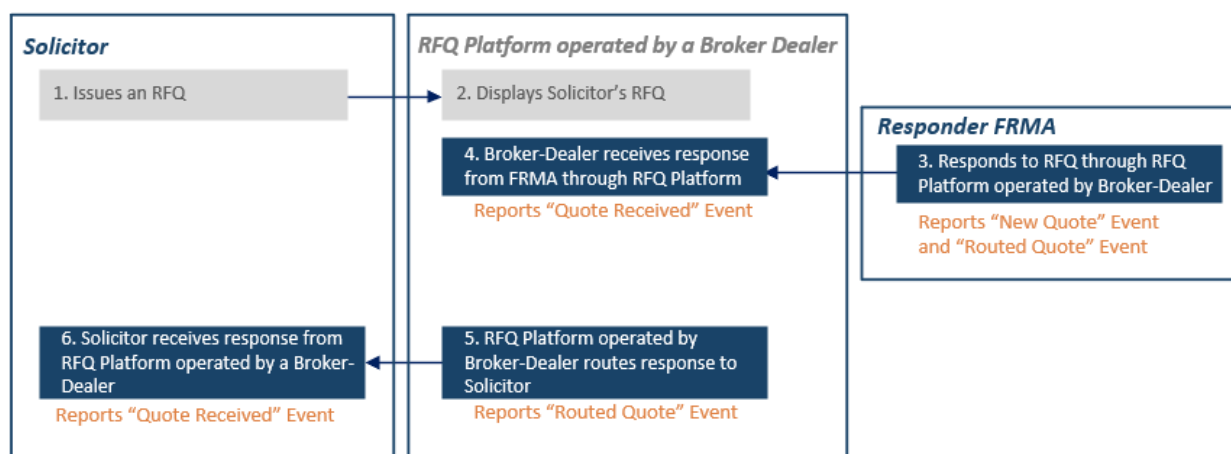 Solicitor
1. Issues an RFQ
RFQ Platform operated by a Broker Dealer
2. Displays Solicitor's RFQ
Responder FRMA
3. Responds to RFQ through RFQ
Platform operated by Broker-Dealer
Reports “New Quote” Event
and “Routed Quote” Event
4. Broker-Dealer receives response
from FRMA through RFQ Platform
Reports “Quote Received” Event
5. RFQ Platform operated by
Broker-Dealer routes response to
Solicitor
Reports “Routed Quote” Event
6. Solicitor receives response from
RFQ Platform operated by a Broker-
Dealer
Reports “Quote Received” Event